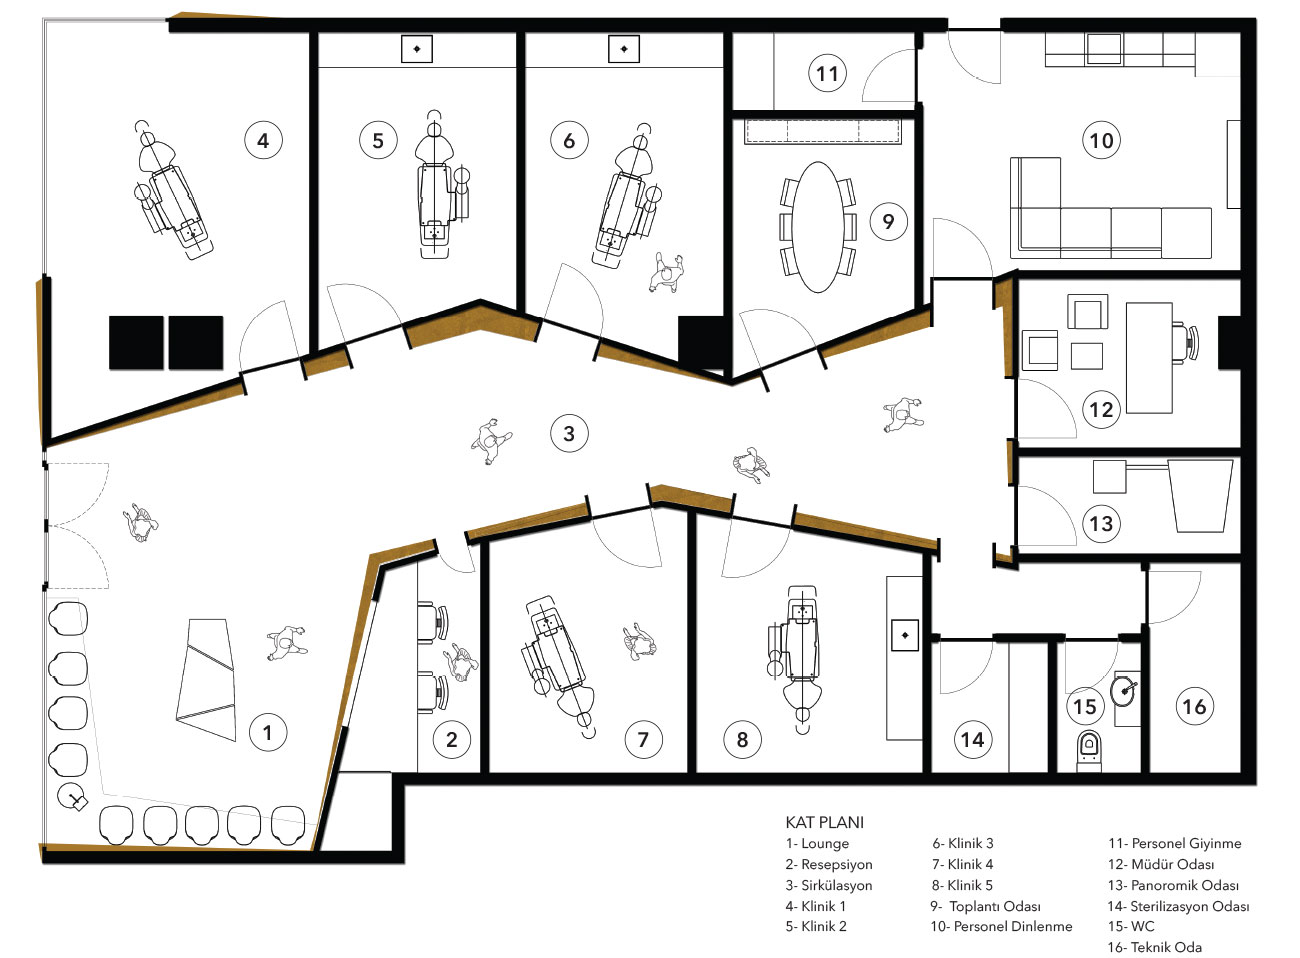 11
4
5
6
10
9
12
3
13
16
15
1
2
7
8
14
KAT PLANI
1- Lounge
2- Resepsiyon
3- Sirkülasyon
4- Klinik 1
5- Klinik 2
6- Klinik 3
7- Klinik 4
8- Klinik 5
9- Toplantı Odası
10- Personel Dinlenme
11- Personel Giyinme
12- Müdür Odası
13- Panoromik Odası
14- Sterilizasyon Odası
15- WC
16- Teknik Oda